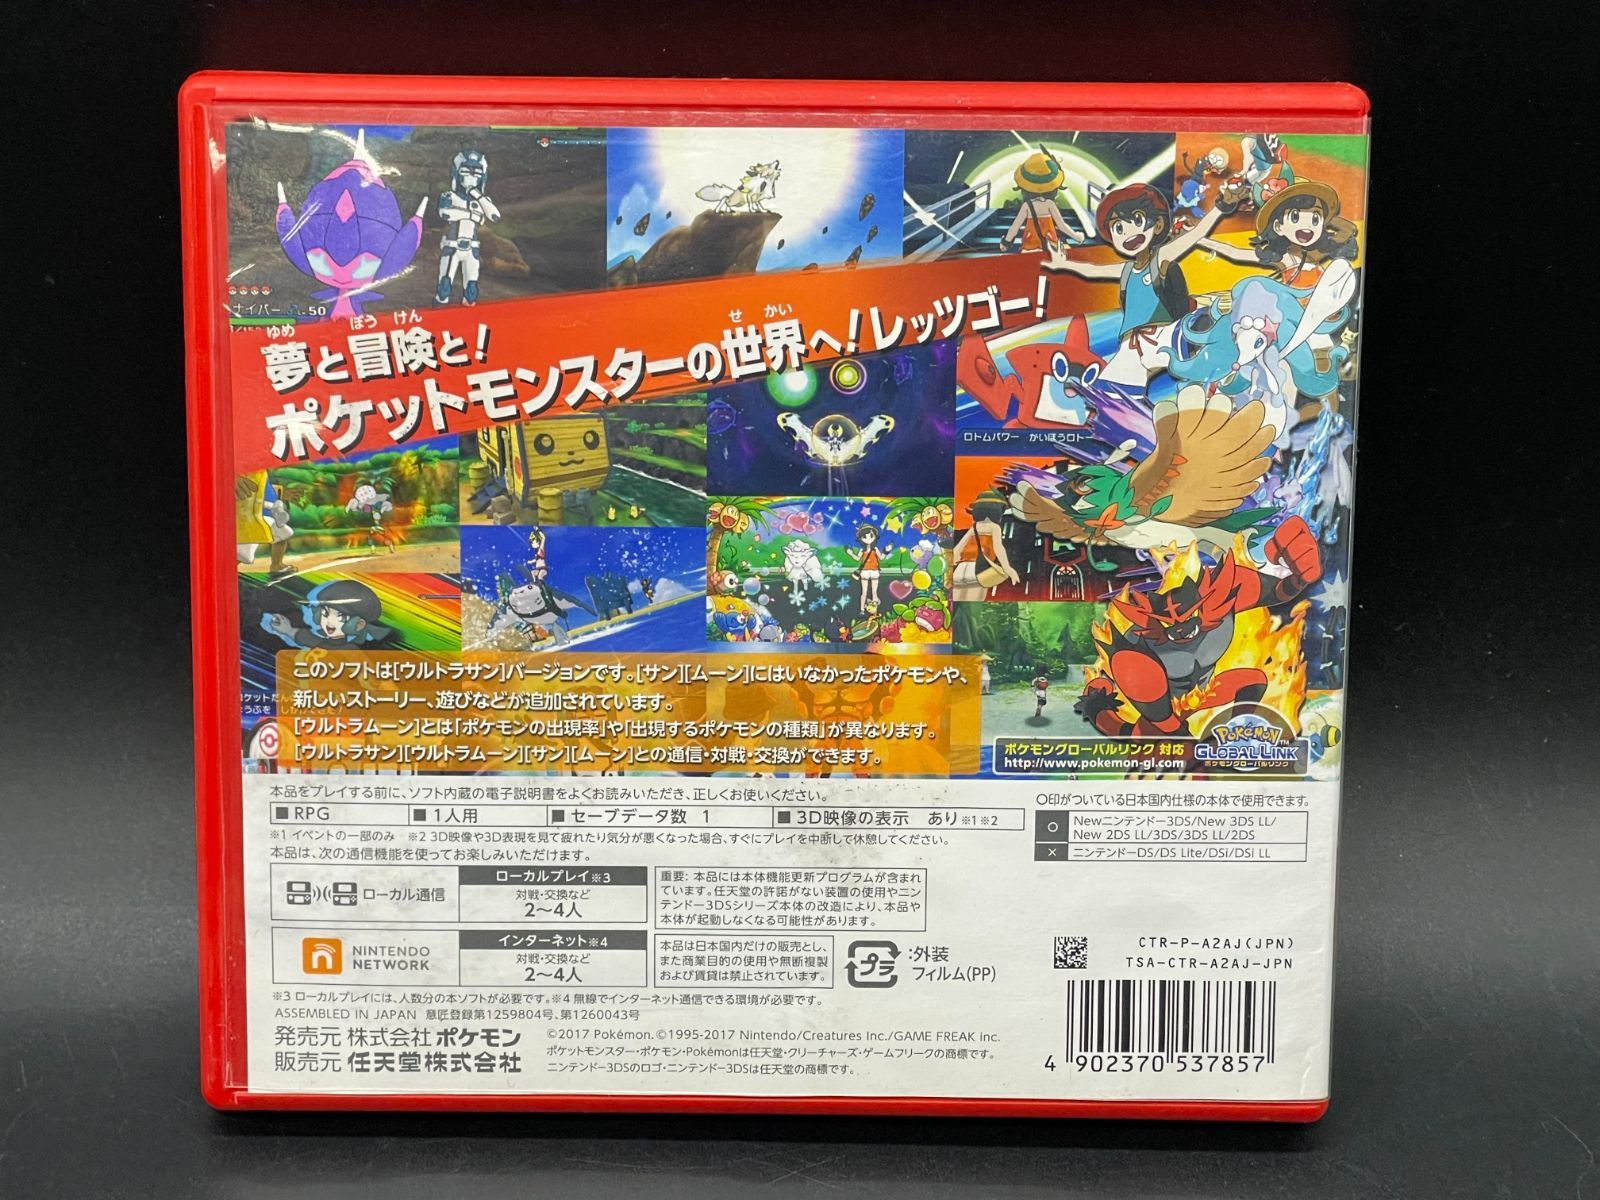 ナイパー Lv.50
夢と冒険と!
ゆめ ぼう けん
ポケットモンスターの世界へ!レッツゴー!
せ かい
ロトムパワー かいほうロトー
このソフトは[ウルトラサン]バージョンです。[サン][ムーン]にはいなかったポケモンや、
新しいストーリー、遊びなどが追加されています。
[ウルトラムーン]とは「ポケモンの出現率」や「出現するポケモンの種類」が異なります。
[ウルトラサン][ウルトラムーン][サン][ムーン]との通信・対戦・交換ができます。
ポケモングローバルリンク 対応
http://www.pokemon-gl.com
POKéMON
GLOBAL LINK™
ポケモングローバルリンク
本品をプレイする前に、ソフト内蔵の電子説明書をよくお読みいただき、正しくお使いください。
■ RPG ■ 1人用 ■ セーブデータ数 1 ■ 3D映像の表示 あり※1※2
※1 イベントの一部のみ ※2 3D映像や3D表現を見て疲れたり気分が悪くなった場合、すぐにプレイを中断して休憩してください。
本品は、次の通信機能を使ってお楽しみいただけます。
〇印がついている日本国内仕様の本体で使用できます。
○ Newニンテンドー3DS/New 3DS LL/
New 2DS LL/3DS/3DS LL/2DS
× ニンテンドーDS/DS Lite/DSi/DSi LL
ローカル通信
ローカルプレイ※3
対戦・交換など
2〜4人
重要: 本品には本体機能更新プログラムが含まれ
ています。任天堂の許諾がない装置の使用やニン
テンドー3DSシリーズ本体の改造により、本品や
本体が起動しなくなる可能性があります。
NINTENDO
NETWORK
インターネット※4
対戦・交換など
2〜4人
本品は日本国内だけの販売とし、
また商業目的の使用や無断複製
および賃貸は禁止されています。
プラ
:外装
フィルム(PP)
CTR-P-A2AJ(JPN)
TSA-CTR-A2AJ-JPN
※3 ローカルプレイには、人数分の本ソフトが必要です。※4 無線でインターネット通信できる環境が必要です。
ASSEMBLED IN JAPAN 意匠登録第1259804号、第1260043号
発売元 株式会社ポケモン
販売元 任天堂株式会社
©2017 Pokémon. ©1995-2017 Nintendo/Creatures Inc./GAME FREAK inc.
ポケットモンスター・ポケモン・Pokémonは任天堂・クリーチャーズ・ゲームフリークの商標です。
ニンテンドー3DSのロゴ・ニンテンドー3DSは任天堂の商標です。
4 902370 537857